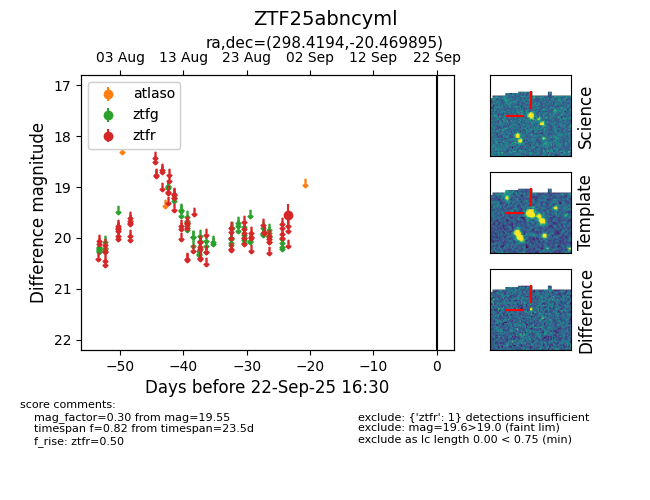 ZTF25abncyml
ra,dec=(298.4194,-20.469895)
03 Aug 13 Aug 23 Aug 02 Sep 12 Sep 22 Sep
atlaso
ztfg
ztfr
17
18
19
20
21
22
Difference magnitude
−50 −40 −30 −20 −10 0
Days before 22-Sep-25 16:30
Science
Template
Difference
score comments:
mag_factor=0.30 from mag=19.55
timespan f=0.82 from timespan=23.5d
f_rise: ztfr=0.50
exclude: {'ztfr': 1} detections insufficient
exclude: mag=19.6>19.0 (faint lim)
exclude as lc length 0.00 < 0.75 (min)